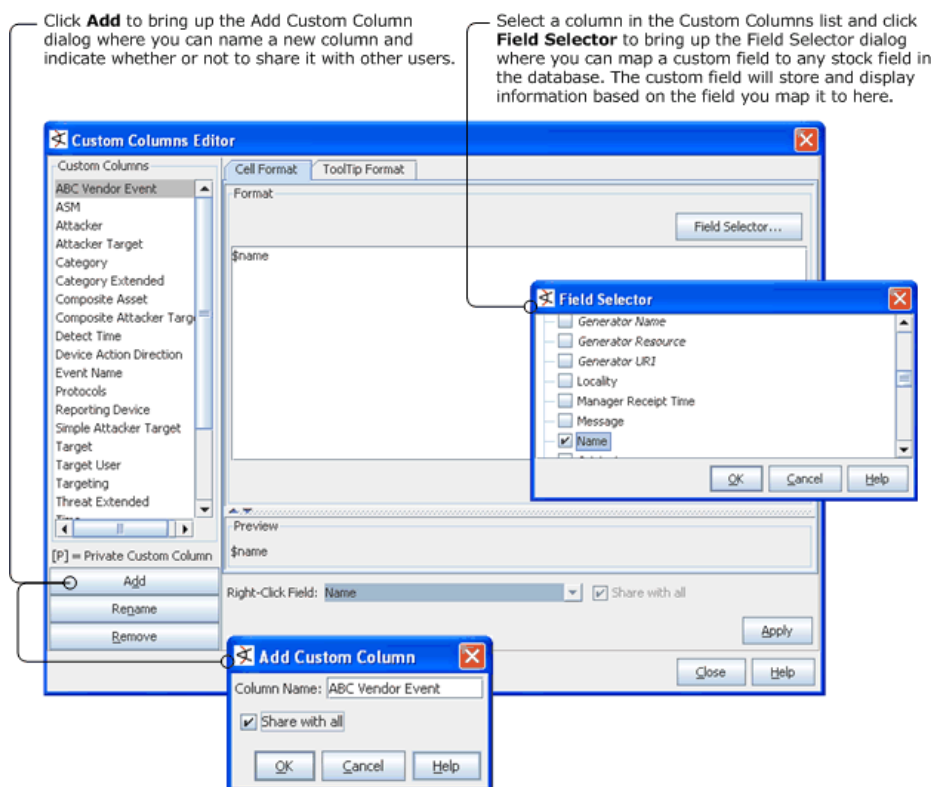 Click Add to bring up the Add Custom Column
dialog where you can name a new column and
indicate whether or not to share it with other users.
Select a column in the Custom Columns list and click
Field Selector to bring up the Field Selector dialog
where you can map a custom field to any stock field in
the database. The custom field will store and display
information based on the field you map it to here.
Custom Columns Editor
Custom Columns
ABC Vendor Event
ASM
Attacker
Attacker Target
Category
Category Extended
Composite Asset
Composite Attacker Targ
Detect Time
Device Action Direction
Event Name
Protocols
Reporting Device
Simple Attacker Target
Target
Target User
Targeting
Threat Extended
[P] = Private Custom Column
Add
Rename
Remove
Cell Format
ToolTip Format
Format
Field Selector...
$name
Preview
$name
Right-Click Field: Name
Share with all
Apply
Close
Help
Field Selector
Generator Name
Generator Resource
Generator URI
Locality
Manager Receipt Time
Message
Name
OK
Cancel
Help
Add Custom Column
Column Name: ABC Vendor Event
Share with all
OK
Cancel
Help